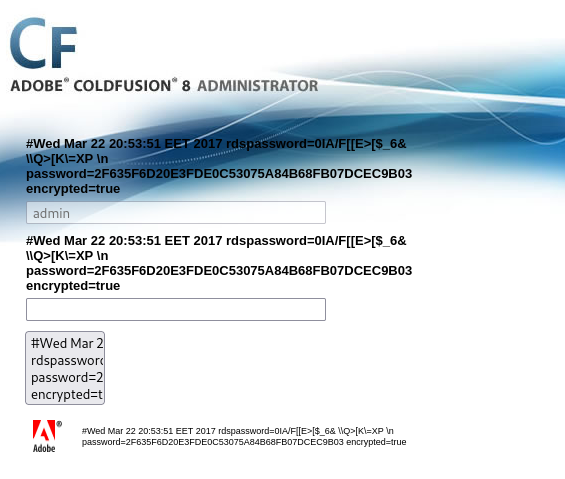 CF
ADOBE® COLDFUSION® 8 ADMINISTRATOR
#Wed Mar 22 20:53:51 EET 2017 rdspassword=0IA/F[[E>[$_6&
\\Q>[K\=XP \n
password=2F635F6D20E3FDE0C53075A84B68FB07DCEC9B03
encrypted=true
admin
#Wed Mar 22 20:53:51 EET 2017 rdspassword=0IA/F[[E>[$_6&
\\Q>[K\=XP \n
password=2F635F6D20E3FDE0C53075A84B68FB07DCEC9B03
encrypted=true
#Wed Mar 2
rdspassword
password=2
encrypted=t
Adobe®
#Wed Mar 22 20:53:51 EET 2017 rdspassword=0IA/F[[E>[$_6& \\Q>[K\=XP \n
password=2F635F6D20E3FDE0C53075A84B68FB07DCEC9B03 encrypted=true